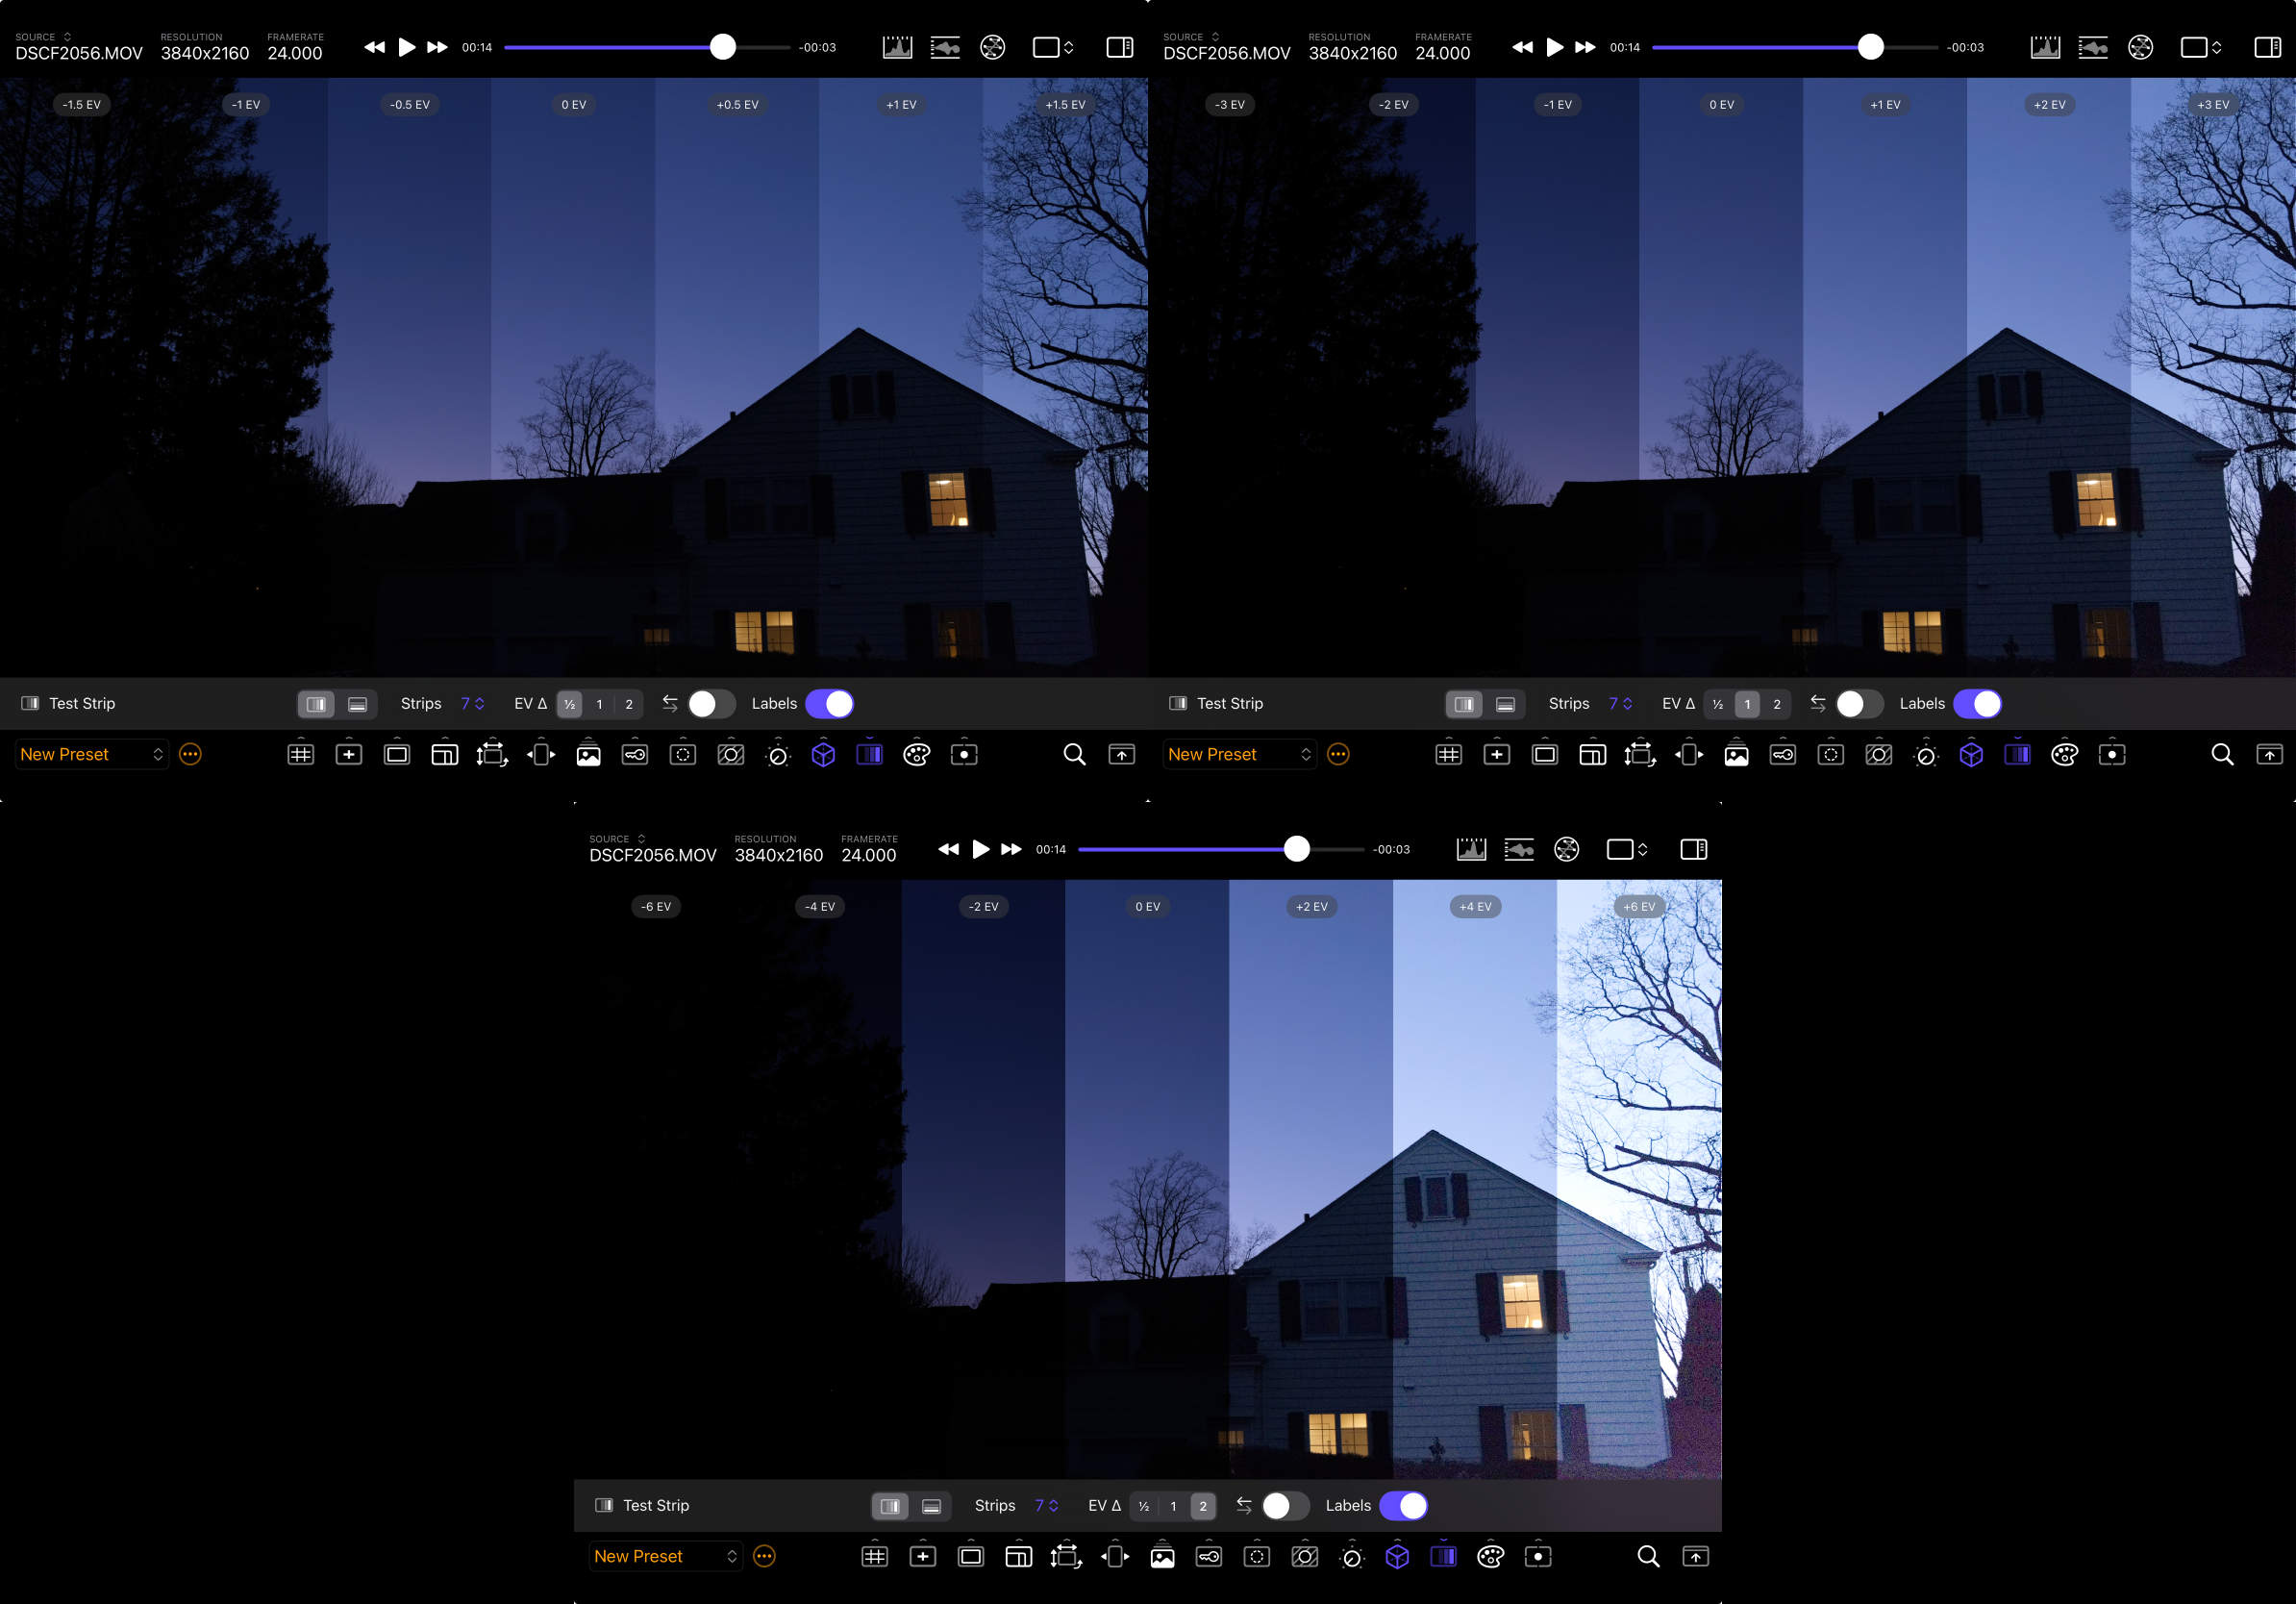 SOURCE RESOLUTION FRAMERATE
DSCF2056.MOV 3840x2160 24.000 00:14 -00:03
-1.5 EV -1 EV -0.5 EV 0 EV +0.5 EV +1 EV +1.5 EV
Test Strip Strips 7 EV Δ ½ 1 2 Labels
New Preset
SOURCE RESOLUTION FRAMERATE
DSCF2056.MOV 3840x2160 24.000 00:14 -00:03
-3 EV -2 EV -1 EV 0 EV +1 EV +2 EV +3 EV
Test Strip Strips 7 EV Δ ½ 1 2 Labels
New Preset
SOURCE RESOLUTION FRAMERATE
DSCF2056.MOV 3840x2160 24.000 00:14 -00:03
-6 EV -4 EV -2 EV 0 EV +2 EV +4 EV +6 EV
Test Strip Strips 7 EV Δ ½ 1 2 Labels
New Preset